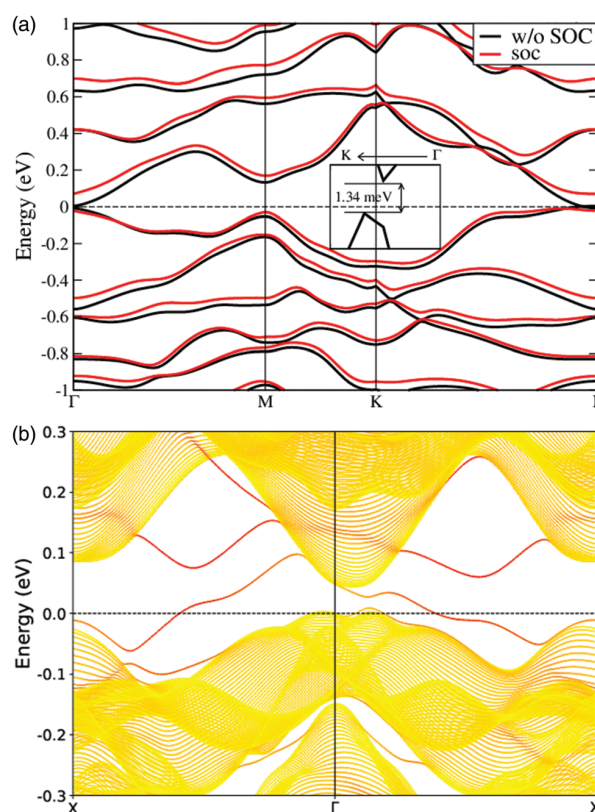 (a)
1
0.8
0.6
0.4
0.2
0
-0.2
-0.4
-0.6
-0.8
-1
Energy (eV)
w/o SOC
soc
K Γ
1.34 meV
Γ M K
(b)
0.3
0.2
0.1
0.0
-0.1
-0.2
-0.3
Energy (eV)
X Γ X